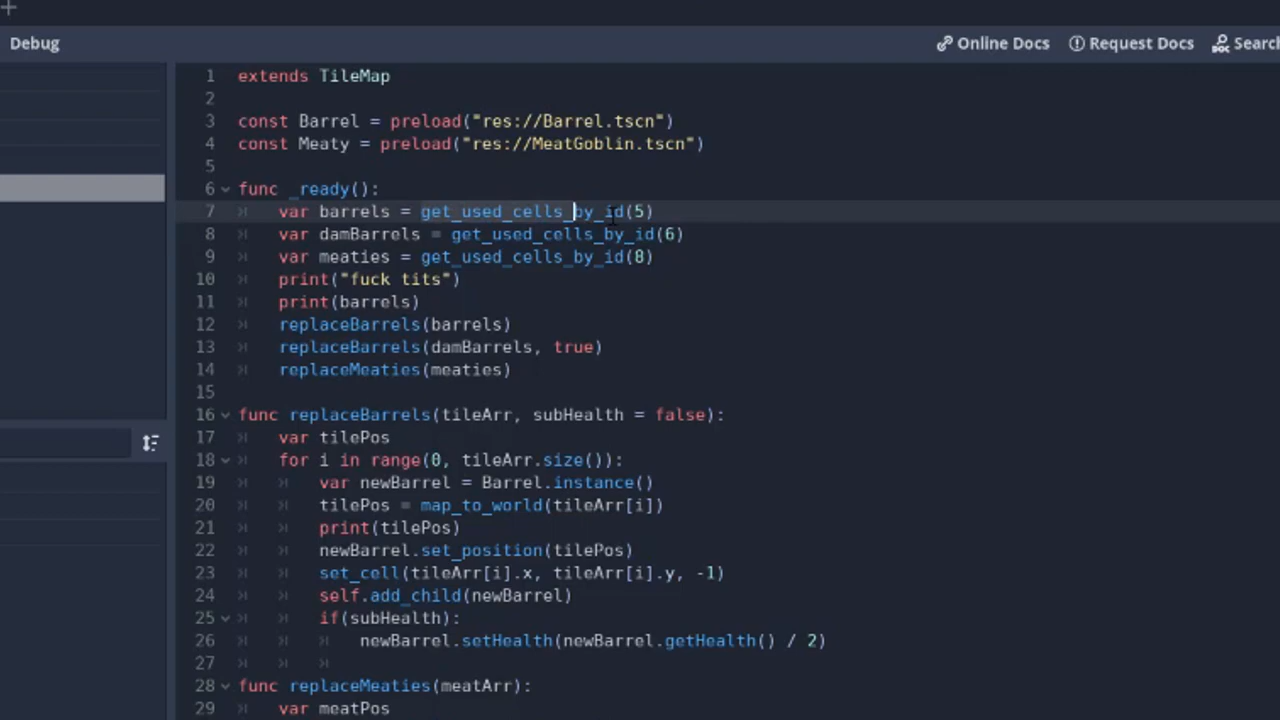 Debug
Online Docs Request Docs Search
1 extends TileMap
2
3 const Barrel = preload("res://Barrel.tscn")
4 const Meaty = preload("res://MeatGoblin.tscn")
5
6 func _ready():
7 var barrels = get_used_cells_by_id(5)
8 var damBarrels = get_used_cells_by_id(6)
9 var meaties = get_used_cells_by_id(8)
10 print("fuck tits")
11 print(barrels)
12 replaceBarrels(barrels)
13 replaceBarrels(damBarrels, true)
14 replaceMeaties(meaties)
15
16 func replaceBarrels(tileArr, subHealth = false):
17 var tilePos
18 for i in range(0, tileArr.size()):
19 var newBarrel = Barrel.instance()
20 tilePos = map_to_world(tileArr[i])
21 print(tilePos)
22 newBarrel.set_position(tilePos)
23 set_cell(tileArr[i].x, tileArr[i].y, -1)
24 self.add_child(newBarrel)
25 if(subHealth):
26 newBarrel.setHealth(newBarrel.getHealth() / 2)
27
28 func replaceMeaties(meatArr):
29 var meatPos